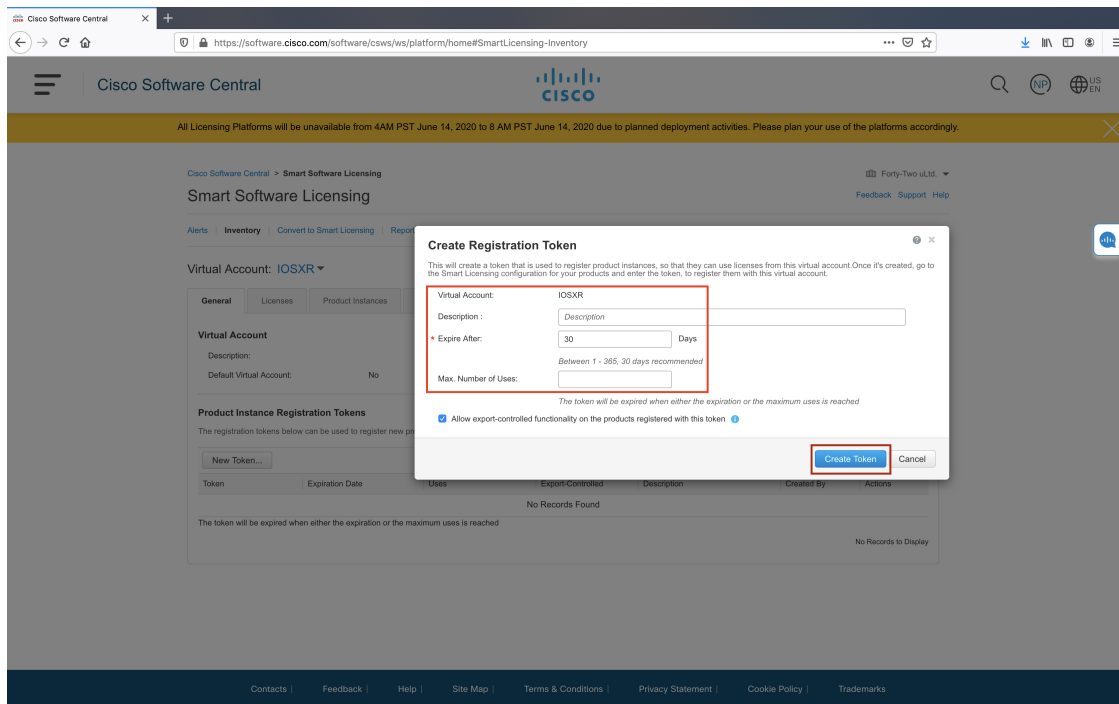 Cisco Software Central
https://software.cisco.com/software/csws/ws/platform/home#SmartLicensing-Inventory
Cisco Software Central
CISCO
NP
US
EN
All Licensing Platforms will be unavailable from 4AM PST June 14, 2020 to 8 AM PST June 14, 2020 due to planned deployment activities. Please plan your use of the platforms accordingly.
Cisco Software Central > Smart Software Licensing
Forty-Two uLtd.
Smart Software Licensing
Feedback Support Help
Alerts | Inventory | Convert to Smart Licensing | Report
Virtual Account: IOSXR
General Licenses Product Instances
Virtual Account
Description:
Default Virtual Account: No
Product Instance Registration Tokens
The registration tokens below can be used to register new pr
New Token...
Token Expiration Date Uses Export-Controlled Description Created By Actions
No Records Found
The token will be expired when either the expiration or the maximum uses is reached
No Records to Display
Create Registration Token
This will create a token that is used to register product instances, so that they can use licenses from this virtual account.Once it's created, go to
the Smart Licensing configuration for your products and enter the token, to register them with this virtual account.
Virtual Account: IOSXR
Description : Description
* Expire After: 30 Days
Between 1 - 365, 30 days recommended
Max. Number of Uses:
The token will be expired when either the expiration or the maximum uses is reached
Allow export-controlled functionality on the products registered with this token
Create Token Cancel
Contacts | Feedback | Help | Site Map | Terms & Conditions | Privacy Statement | Cookie Policy | Trademarks